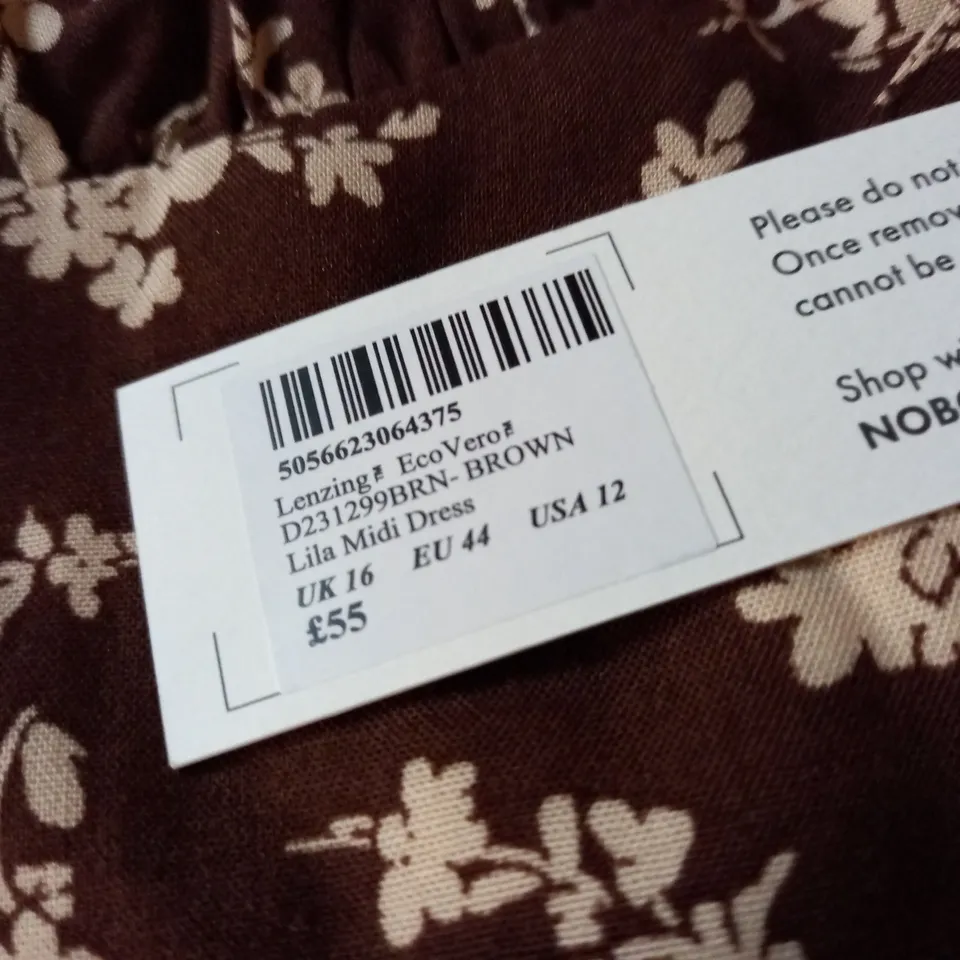 5056623064375
Lenzing EcoVero
D231299BRN- BROWN
Lila Midi Dress
UK 16 EU 44 USA 12
£55
Please do not
Once remov
cannot be
Shop w
NOB